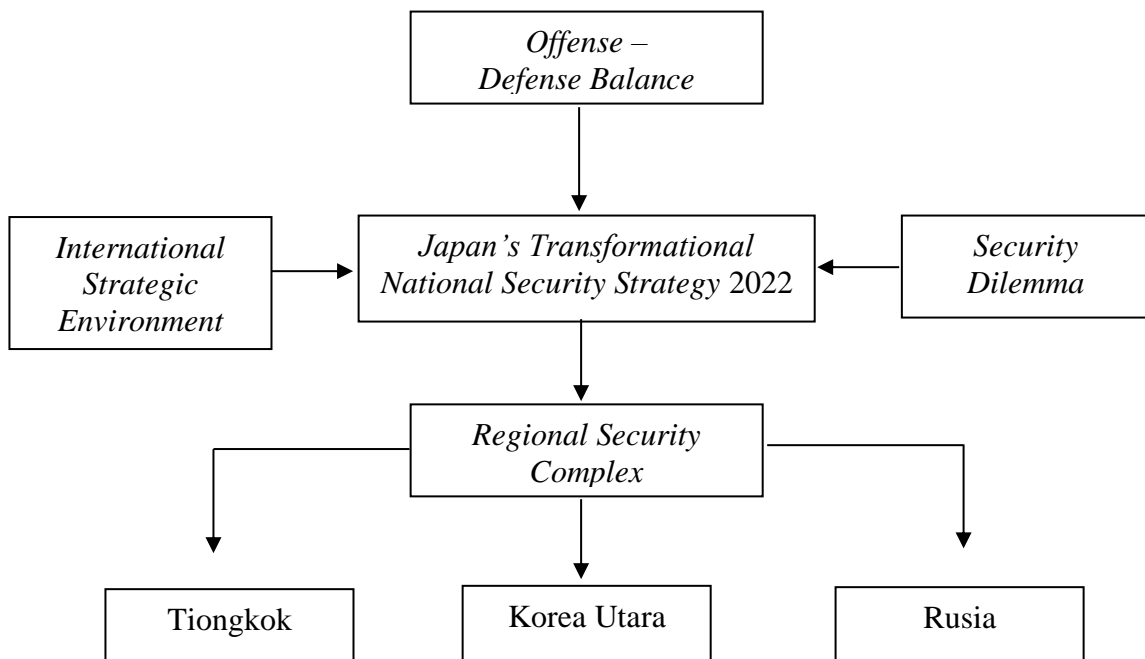 Offense –
Defense Balance
International
Strategic
Environment
Japan’s Transformational
National Security Strategy 2022
Security
Dilemma
Regional Security
Complex
Tiongkok
Korea Utara
Rusia